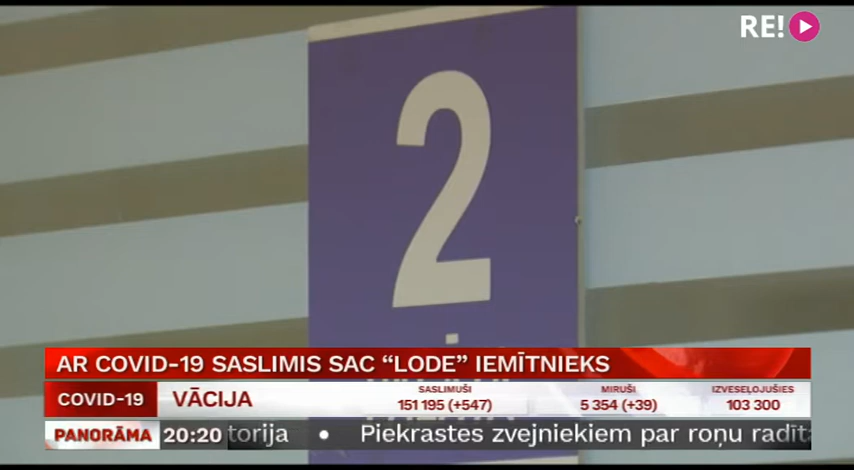 RE!
2
AR COVID-19 SASLIMIS SAC “LODE” IEMĪTNIEKS
COVID-19 VĀCIJA
SASLIMUŠI MIRUŠI IZVESEĻOJUŠIES
151 195 (+547) 5 354 (+39) 103 300
PANORĀMA 20:20 torija • Piekrastes zvejniekiem par roņu radīt